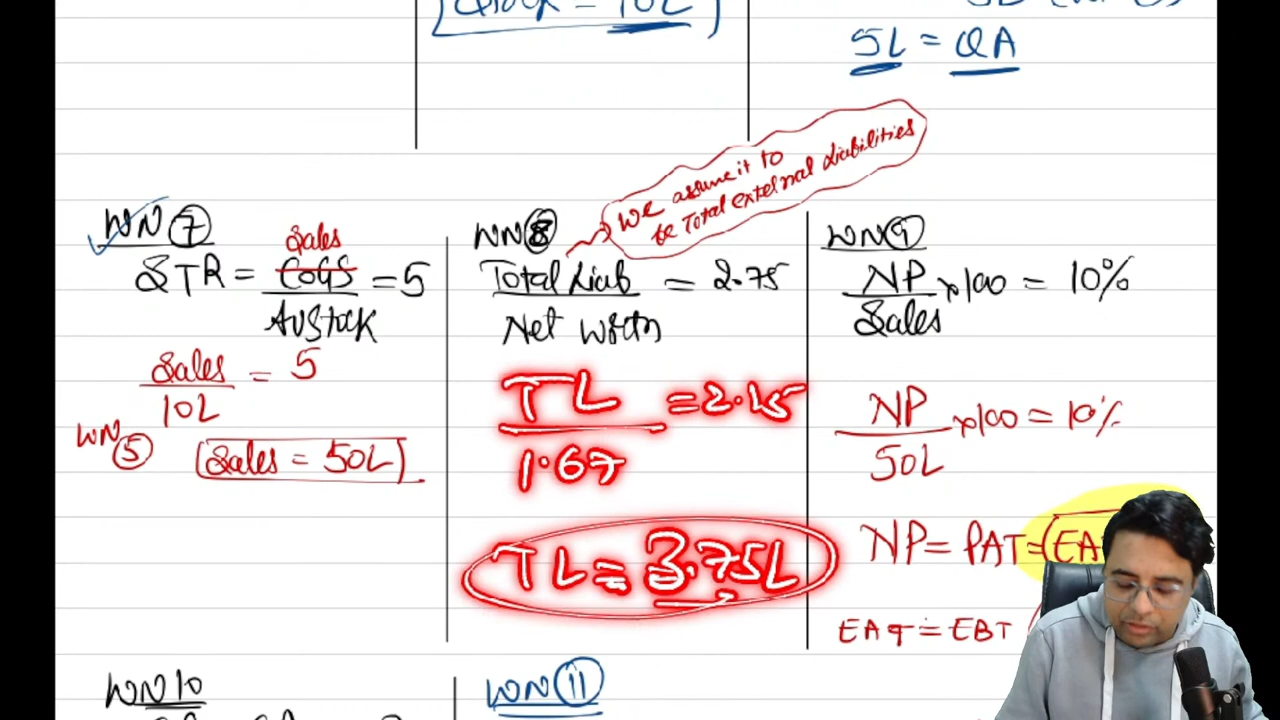 Stock = 10L
5L = QA
We assume it to
be Total external Liabilities
WN 7
STR = Sales COGS / Av Stock = 5
Sales / 10L = 5
WN 5
Sales = 50L
WN 8
Total Liab / Net Worth = 2.75
TL / 1.67 = 2.25
TL = 3.75L
WN 9
NP / Sales × 100 = 10%
NP / 50L × 100 = 10%
NP = PAT =
EAT = EBT
WN 10
WN 11